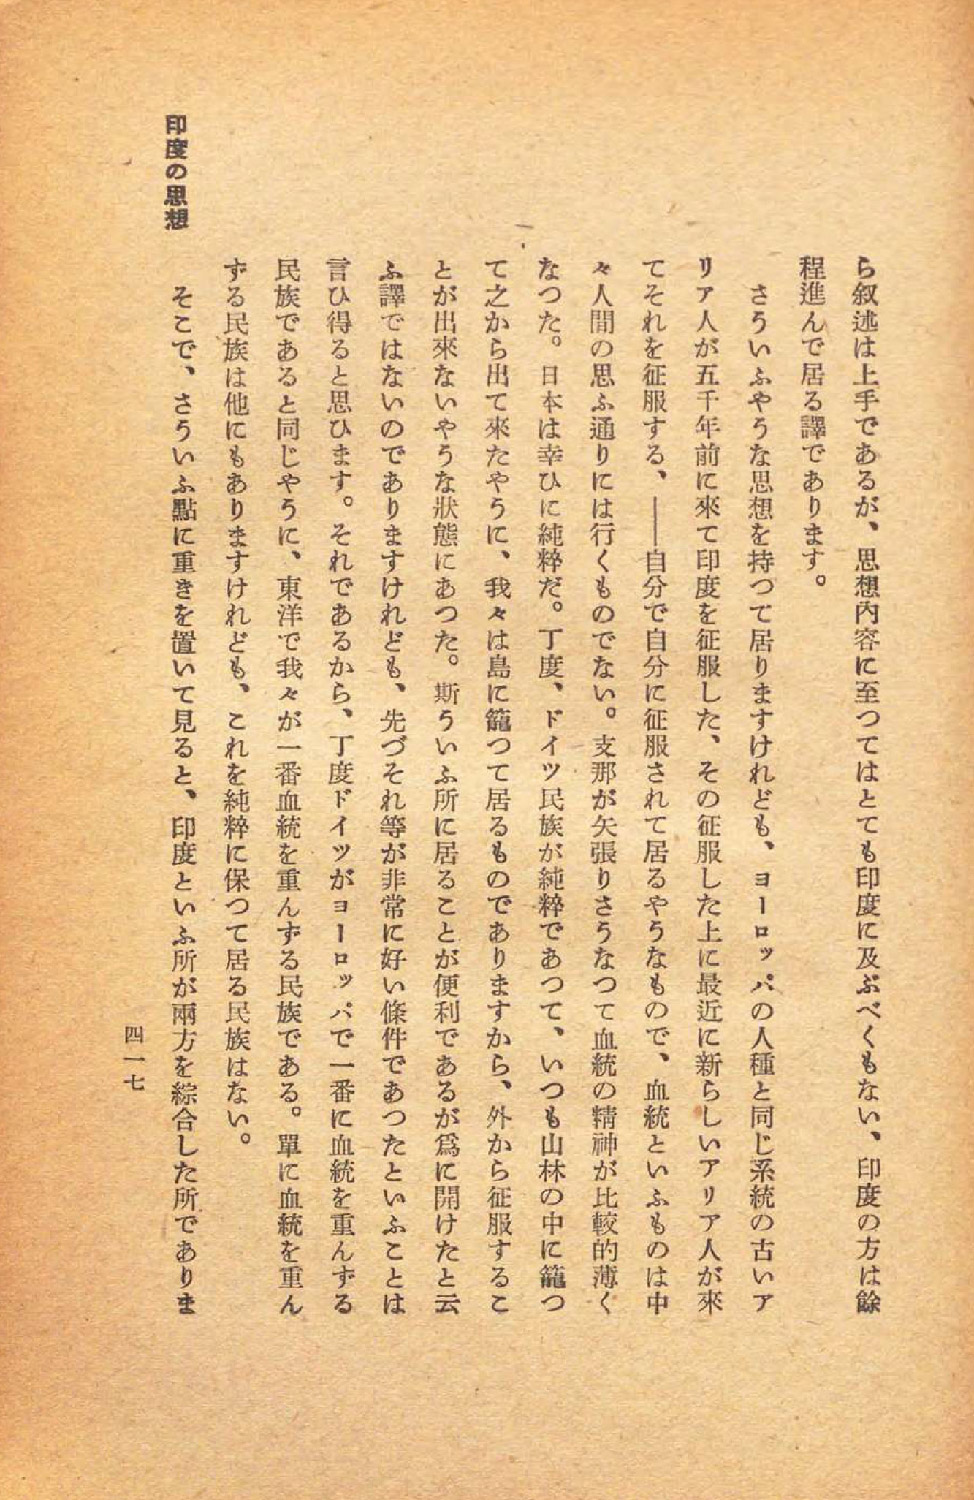 ら叙述は上手であるが、思想内容に至つてはとても印度に及ぶべくもない、印度の方は餘
程進んで居る譯であります。
さういふやうな思想を持つて居りますけれども、ヨーロッパの人種と同じ系統の古いア
リア人が五千年前に來て印度を征服した、その征服した上に最近に新らしいアリア人が來
てそれを征服する、――自分で自分に征服されて居るやうなもので、血統といふものは中
々人間の思ふ通りには行くものでない。支那が矢張りさうなつて血統の精神が比較的薄く
なつた。日本は幸ひに純粹だ。丁度、ドイツ民族が純粹であつて、いつも山林の中に籠つ
て之から出て來たやうに、我々は島に籠つて居るものでありますから、外から征服するこ
とが出來ないやうな狀態にあつた。斯ういふ所に居ることが便利であるが爲に開けたと云
ふ譯ではないのでありますけれども、先づそれ等が非常に好い條件であつたといふことは
言ひ得ると思ひます。それであるから、丁度ドイツがヨーロッパで一番に血統を重んずる
民族であると同じやうに、東洋で我々が一番血統を重んずる民族である。單に血統を重ん
ずる民族は他にもありますけれども、これを純粹に保つて居る民族はない。
そこで、さういふ點に重きを置いて見ると、印度といふ所が兩方を綜合した所でありま
印度の思想
四一七